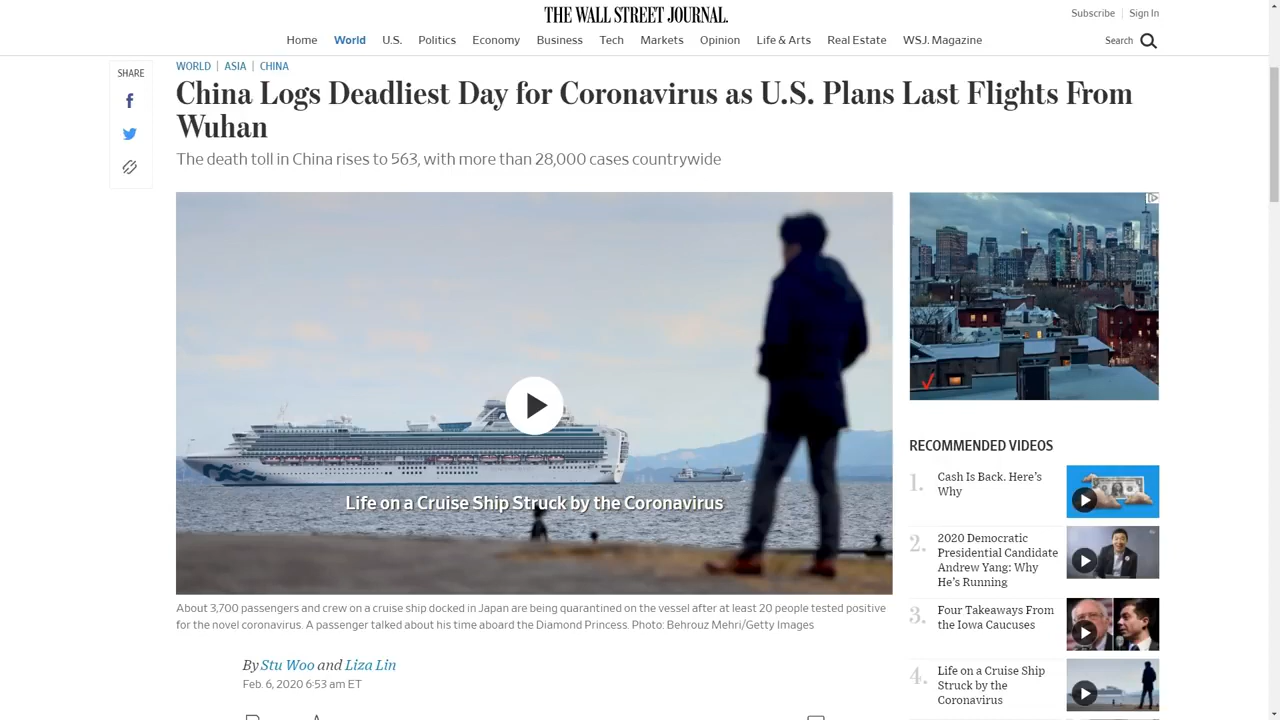 THE WALL STREET JOURNAL.
Subscribe Sign In
Home World U.S. Politics Economy Business Tech Markets Opinion Life & Arts Real Estate WSJ. Magazine
Search
SHARE
WORLD | ASIA | CHINA
China Logs Deadliest Day for Coronavirus as U.S. Plans Last Flights From
Wuhan
The death toll in China rises to 563, with more than 28,000 cases countrywide
Life on a Cruise Ship Struck by the Coronavirus
About 3,700 passengers and crew on a cruise ship docked in Japan are being quarantined on the vessel after at least 20 people tested positive
for the novel coronavirus. A passenger talked about his time aboard the Diamond Princess. Photo: Behrouz Mehri/Getty Images
By Stu Woo and Liza Lin
Feb. 6, 2020 6:53 am ET
RECOMMENDED VIDEOS
1. Cash Is Back. Here's
Why
2. 2020 Democratic
Presidential Candidate
Andrew Yang: Why
He's Running
3. Four Takeaways From
the Iowa Caucuses
4. Life on a Cruise Ship
Struck by the
Coronavirus